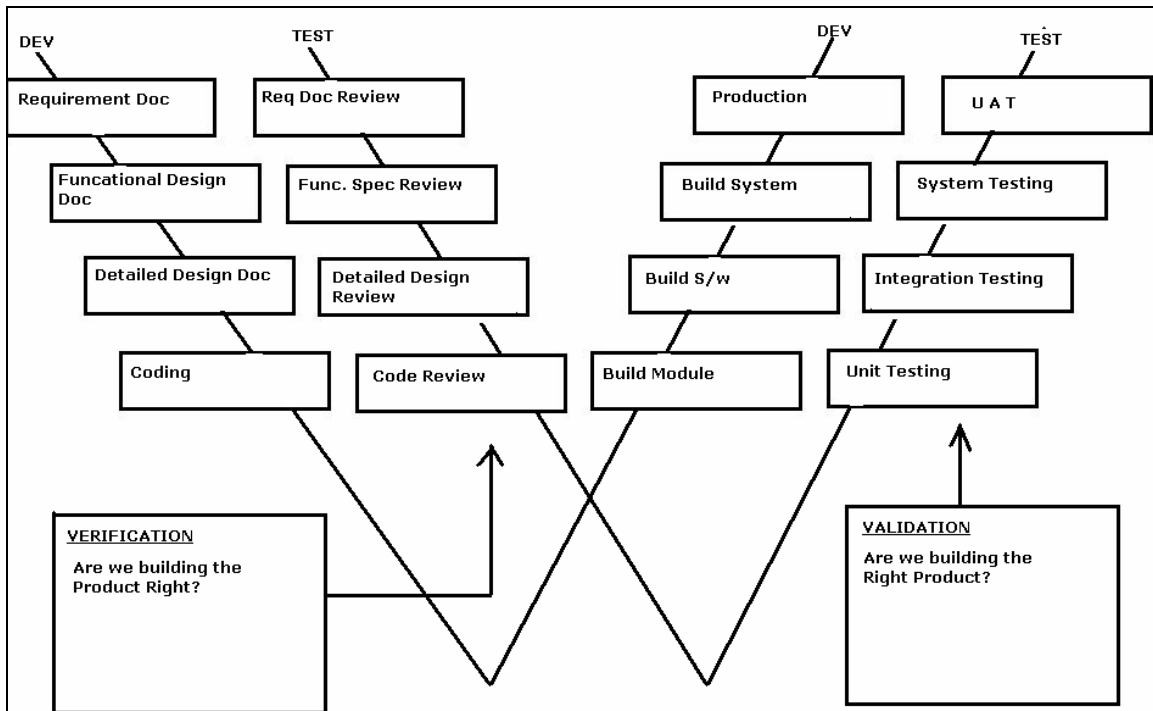 DEV
TEST
DEV
TEST
Requirement Doc
Req Doc Review
Production
U A T
Funcational Design
Doc
Func. Spec Review
Build System
System Testing
Detailed Design Doc
Detailed Design
Review
Build S/w
Integration Testing
Coding
Code Review
Build Module
Unit Testing
VERIFICATION
Are we building the
Product Right?
VALIDATION
Are we building the
Right Product?